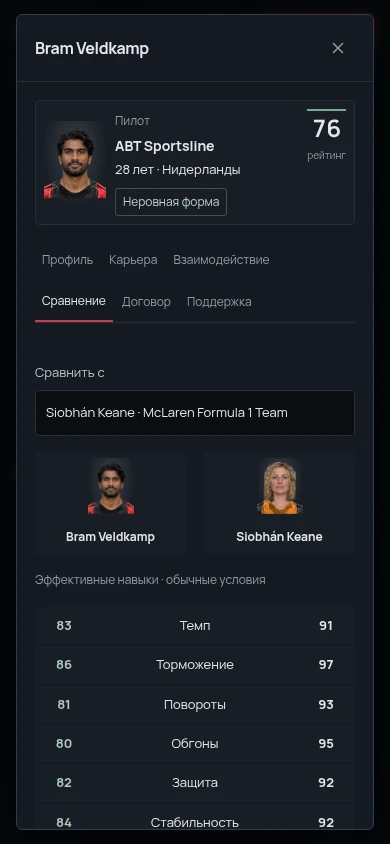 Bram Veldkamp
Пилот
ABT Sportsline
28 лет · Нидерланды
Неровная форма
76
рейтинг
Профиль Карьера Взаимодействие
Сравнение Договор Поддержка
Сравнить с
Siobhán Keane · McLaren Formula 1 Team
Bram Veldkamp Siobhán Keane
Эффективные навыки · обычные условия
83 Темп 91
86 Торможение 97
81 Повороты 93
80 Обгоны 95
82 Защита 92
84 Стабильность 92